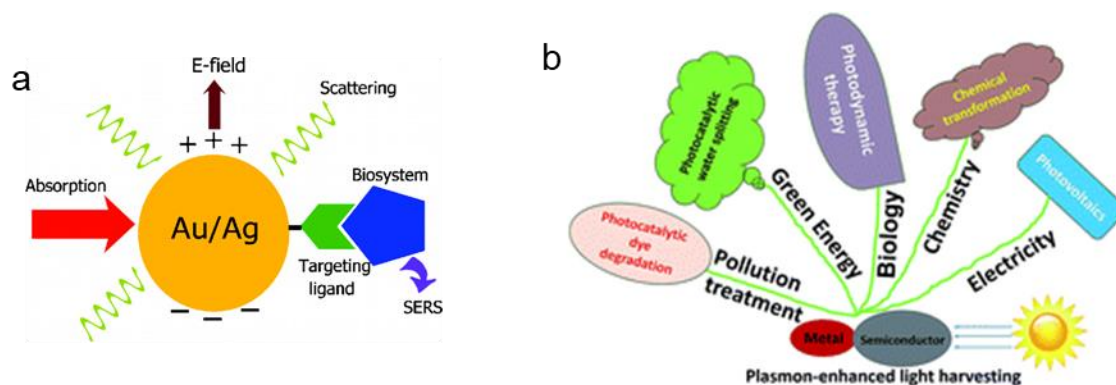 a
E-field
Scattering
+ + +
Absorption
Biosystem
Au/Ag
Targeting
ligand
SERS
− − −
b
Photocatalytic
water splitting
Photodynamic
therapy
Chemical
transformation
Photovoltaics
Photocatalytic
dye
degradation
Pollution
treatment
Green Energy
Biology
Chemistry
Electricity
Metal
Semiconductor
Plasmon-enhanced light harvesting